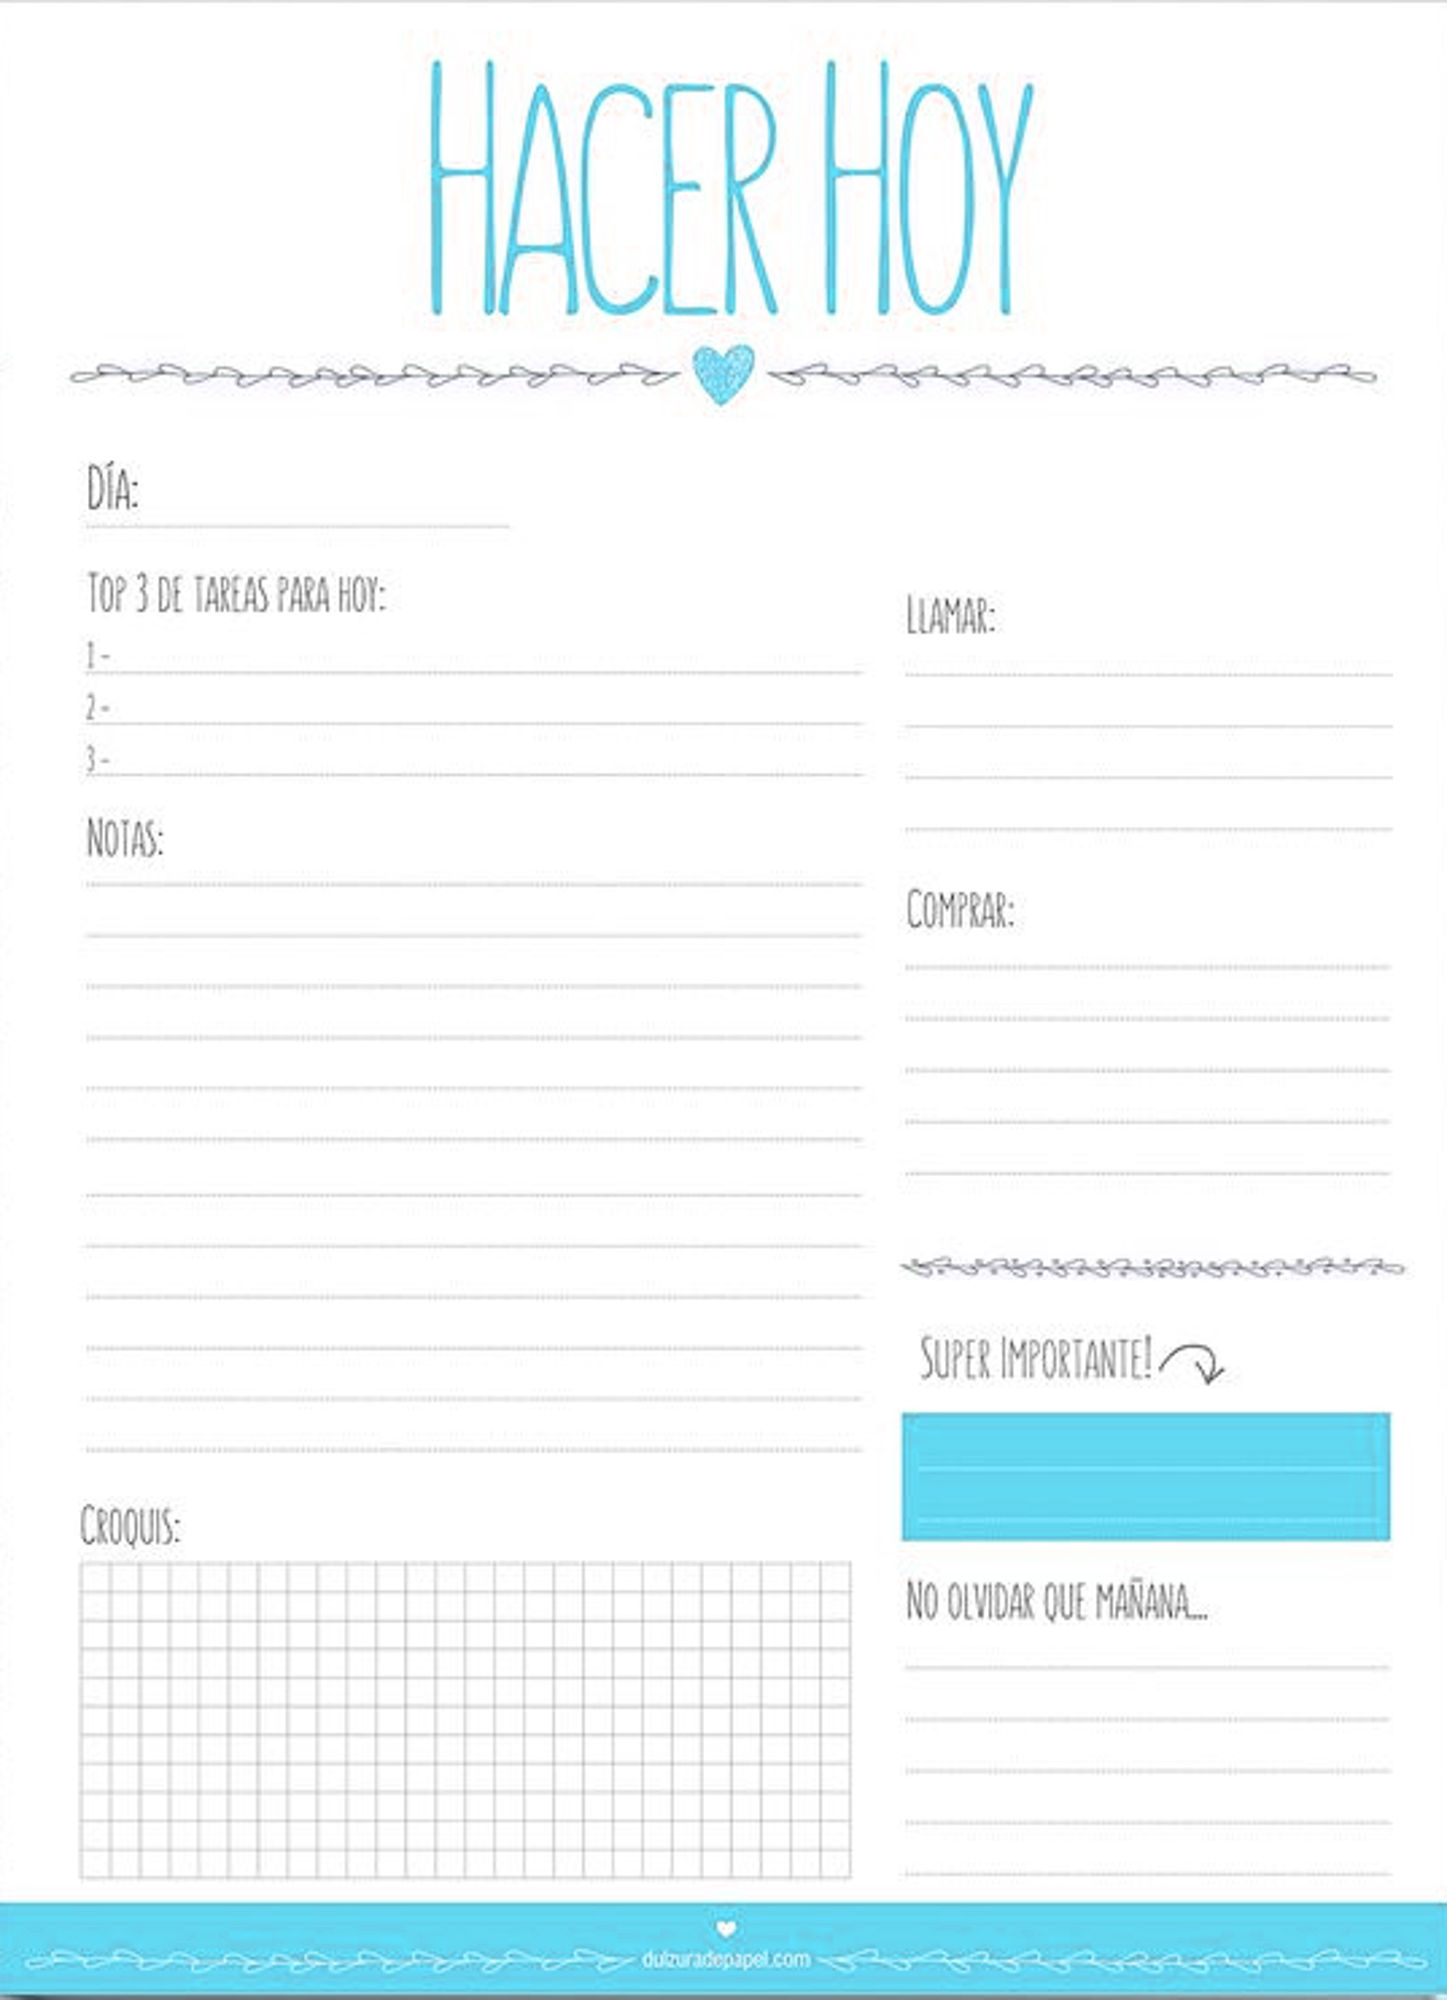 HACER HOY
DÍA:
TOP 3 DE TAREAS PARA HOY:
1-
2-
3-
NOTAS:
CROQUIS:
LLAMAR:
COMPRAR:
SUPER IMPORTANTE!
NO OLVIDAR QUE MAÑANA...
dulzuradepapel.com